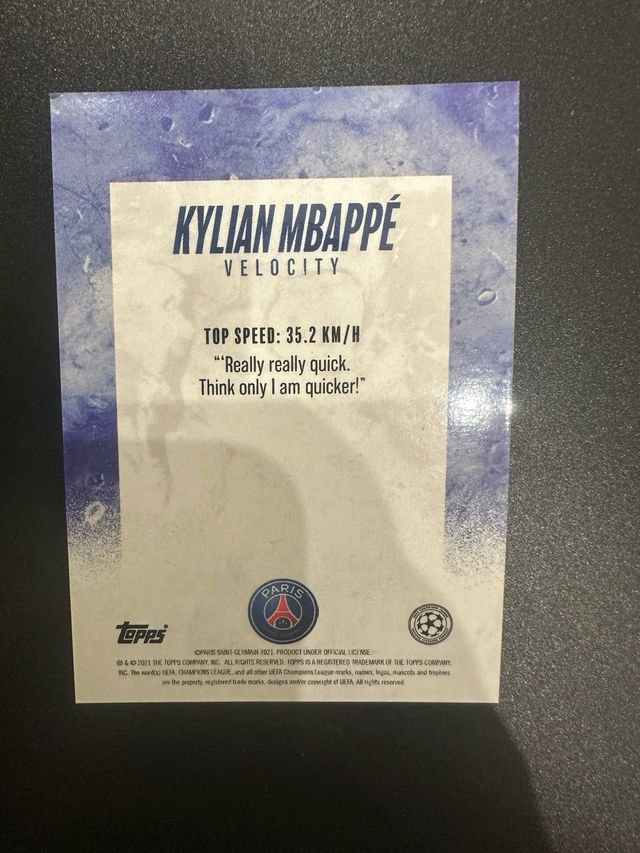 KYLIAN MBAPPÉ
VELOCITY
TOP SPEED: 35.2 KM/H
“‘Really really quick.
Think only I am quicker!”
PARIS
topps
©PARIS SAINT-GERMAIN 2021. PRODUCT UNDER OFFICIAL LICENSE.
® & © 2021 THE TOPPS COMPANY, INC. ALL RIGHTS RESERVED. TOPPS IS A REGISTERED TRADEMARK OF THE TOPPS COMPANY,
INC. The word(s) UEFA, CHAMPIONS LEAGUE, and all other UEFA Champions League marks, names, logos, mascots and trophies
are the property, registered trade marks, designs and/or copyright of UEFA. All rights reserved.